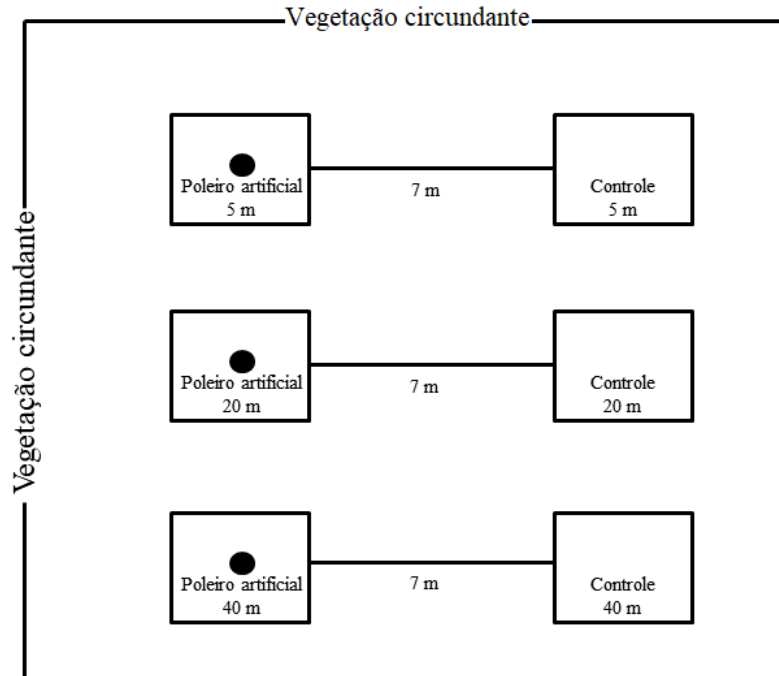 Vegetação circundante
Vegetação circundante
Poleiro artificial
5 m
7 m
Controle
5 m
Poleiro artificial
20 m
7 m
Controle
20 m
Poleiro artificial
40 m
7 m
Controle
40 m